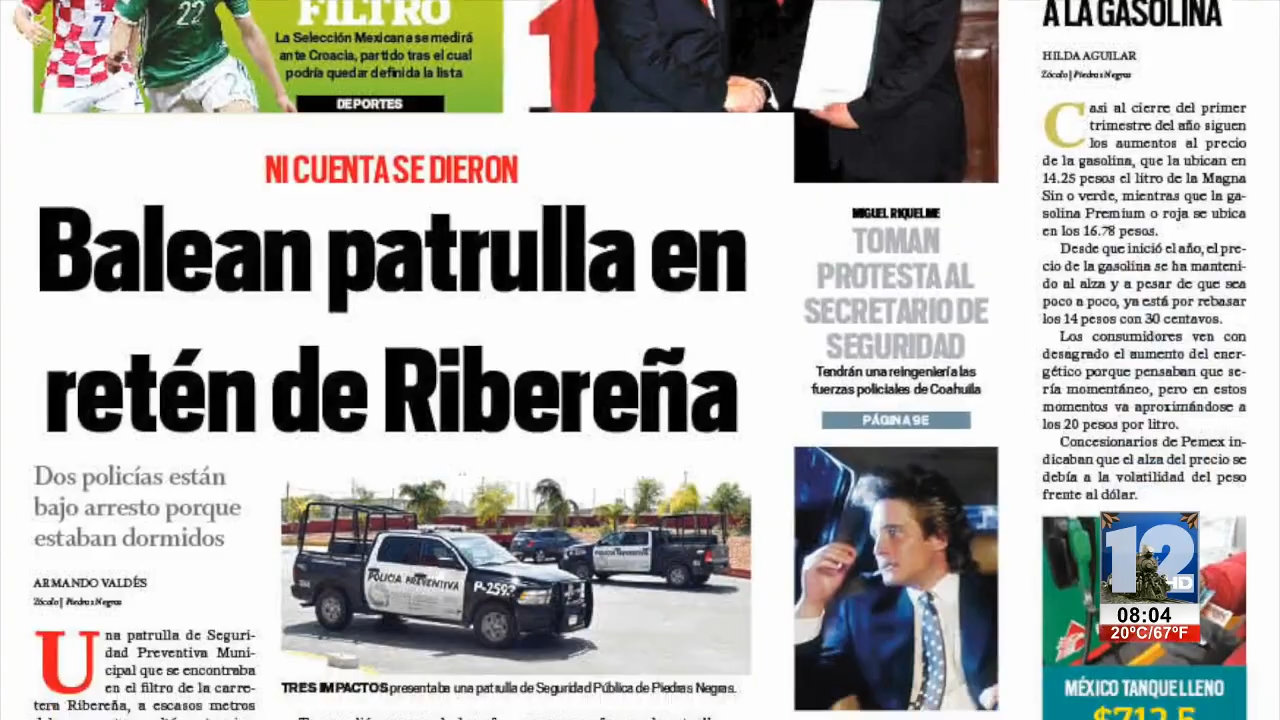 FILTRO
La Selección Mexicana se medirá
ante Croacia, partido tras el cual
podría quedar definida la lista
DEPORTES
7
22
NI CUENTA SE DIERON
Balean patrulla en
retén de Ribereña
Dos policías están
bajo arresto porque
estaban dormidos
ARMANDO VALDÉS
Zócalo | Piedras Negras
Una patrulla de Seguri-
dad Preventiva Muni-
cipal que se encontraba
en el filtro de la carre-
tera Ribereña, a escasos metros
POLICIA PREVENTIVA
P-2592
TRES IMPACTOS presentaba una patrulla de Seguridad Pública de Piedras Negras.
MIGUEL RIQUELME
TOMAN
PROTESTA AL
SECRETARIO DE
SEGURIDAD
Tendrán una reingeniería las
fuerzas policiales de Coahuila
PÁGINA 9E
A LA GASOLINA
HILDA AGUILAR
Zócalo | Piedras Negras
Casi al cierre del primer
trimestre del año siguen
los aumentos al precio
de la gasolina, que la ubican en
14.25 pesos el litro de la Magna
Sin o verde, mientras que la ga-
solina Premium o roja se ubica
en los 16.78 pesos.
Desde que inició el año, el pre-
cio de la gasolina se ha manteni-
do al alza y a pesar de que sea
poco a poco, ya está por rebasar
los 14 pesos con 30 centavos.
Los consumidores ven con
desagrado el aumento del ener-
gético porque pensaban que se-
ría momentáneo, pero en estos
momentos va aproximándose a
los 20 pesos por litro.
Concesionarios de Pemex in-
dicaban que el alza del precio se
debía a la volatilidad del peso
frente al dólar.
12
HD
08:04
20°C/67°F
MÉXICO TANQUE LLENO